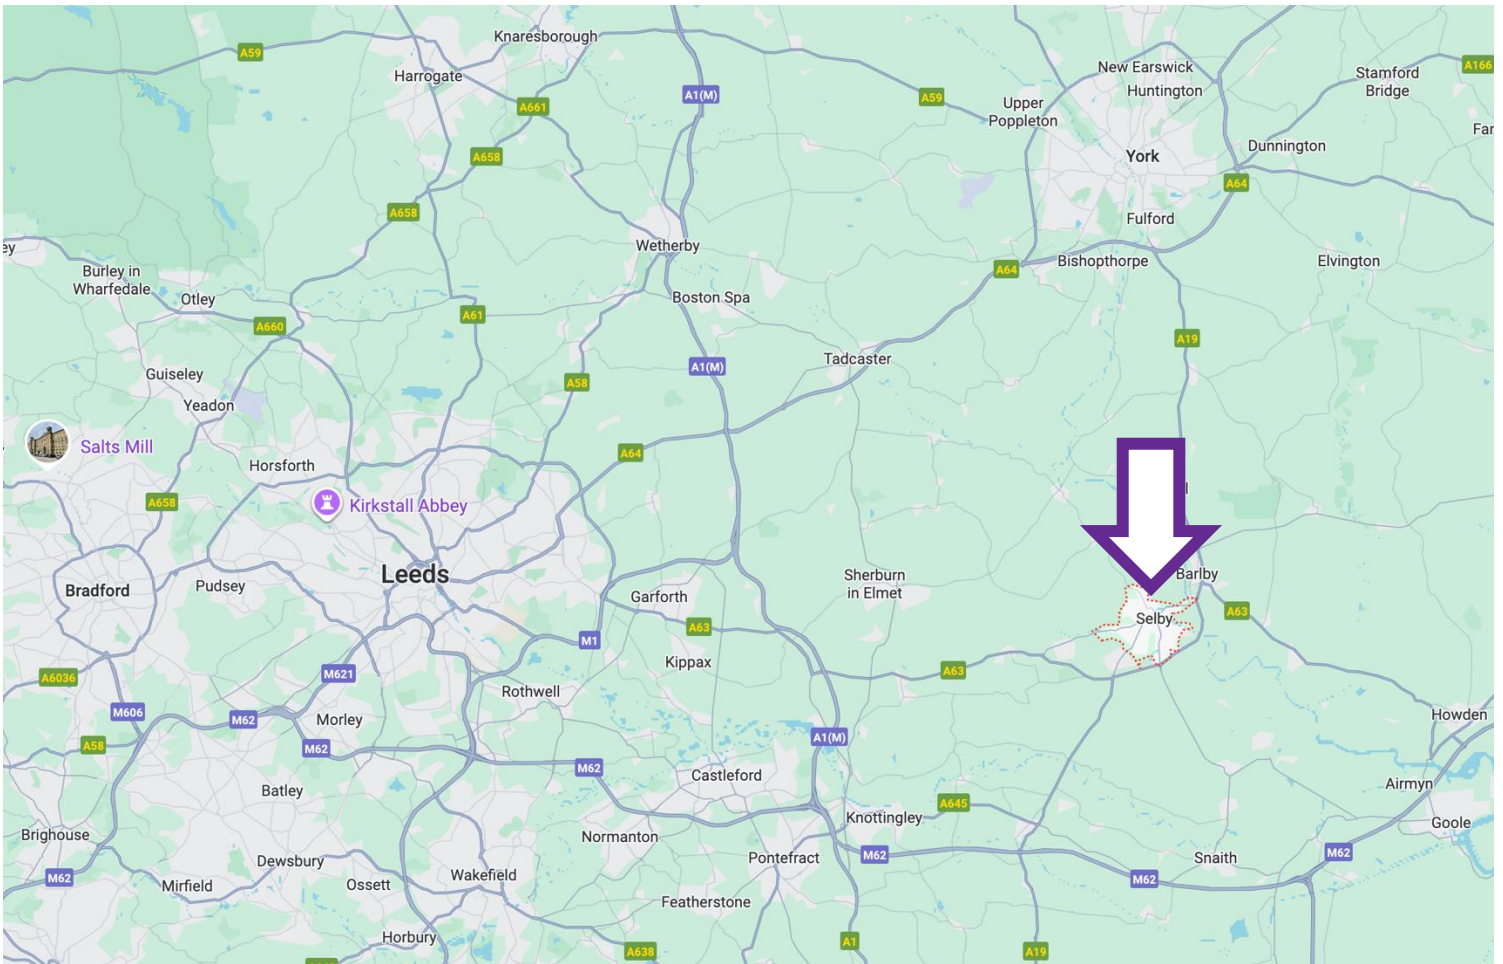 Knaresborough
A59
Harrogate
A661
A1(M)
A59
New Earswick
Huntington
Upper
Poppleton
Stamford
Bridge
A166
Far
York
Dunnington
A658
A658
A64
Fulford
ey
Wetherby
Bishopthorpe
A64
Elvington
Burley in
Wharfedale
Otley
Boston Spa
A660
A61
A19
Tadcaster
A1(M)
Guiseley
A58
Yeadon
Salts Mill
A64
Horsforth
A658
Kirkstall Abbey
Leeds
Bradford
Pudsey
Sherburn
in Elmet
Barlby
Garforth
A63
Selby
A63
M1
Kippax
A63
A6036
M621
Rothwell
M606
M62
Morley
Howden
A58
M62
A1(M)
M62
Castleford
Airmyn
Batley
A645
Knottingley
Goole
Brighouse
Normanton
Dewsbury
Pontefract
M62
Snaith
M62
M62
Mirfield
Ossett
Wakefield
M62
Featherstone
Horbury
A638
A1
A19